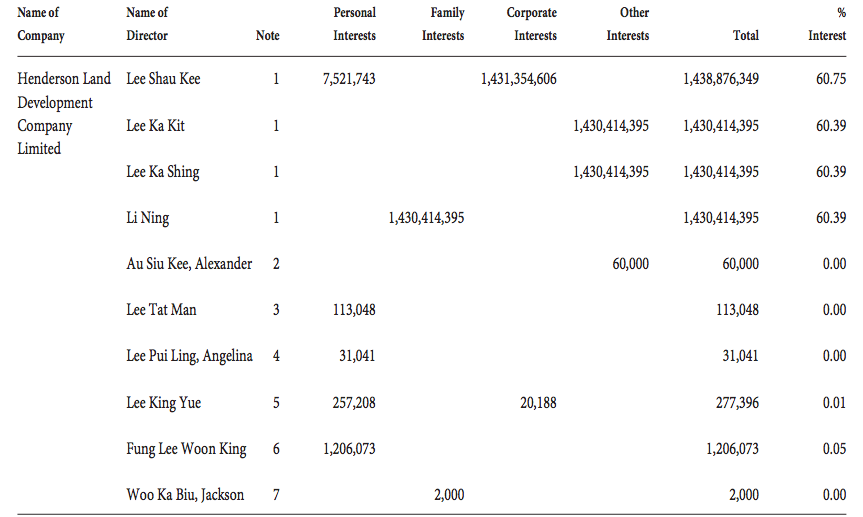 Name of Name of Personal Family Corporate Other %
Company Director Note Interests Interests Interests Interests Total Interest
Henderson Land Lee Shau Kee 1 7,521,743 1,431,354,606 1,438,876,349 60.75
Development
Company Lee Ka Kit 1 1,430,414,395 1,430,414,395 60.39
Limited
Lee Ka Shing 1 1,430,414,395 1,430,414,395 60.39
Li Ning 1 1,430,414,395 1,430,414,395 60.39
Au Siu Kee, Alexander 2 60,000 60,000 0.00
Lee Tat Man 3 113,048 113,048 0.00
Lee Pui Ling, Angelina 4 31,041 31,041 0.00
Lee King Yue 5 257,208 20,188 277,396 0.01
Fung Lee Woon King 6 1,206,073 1,206,073 0.05
Woo Ka Biu, Jackson 7 2,000 2,000 0.00